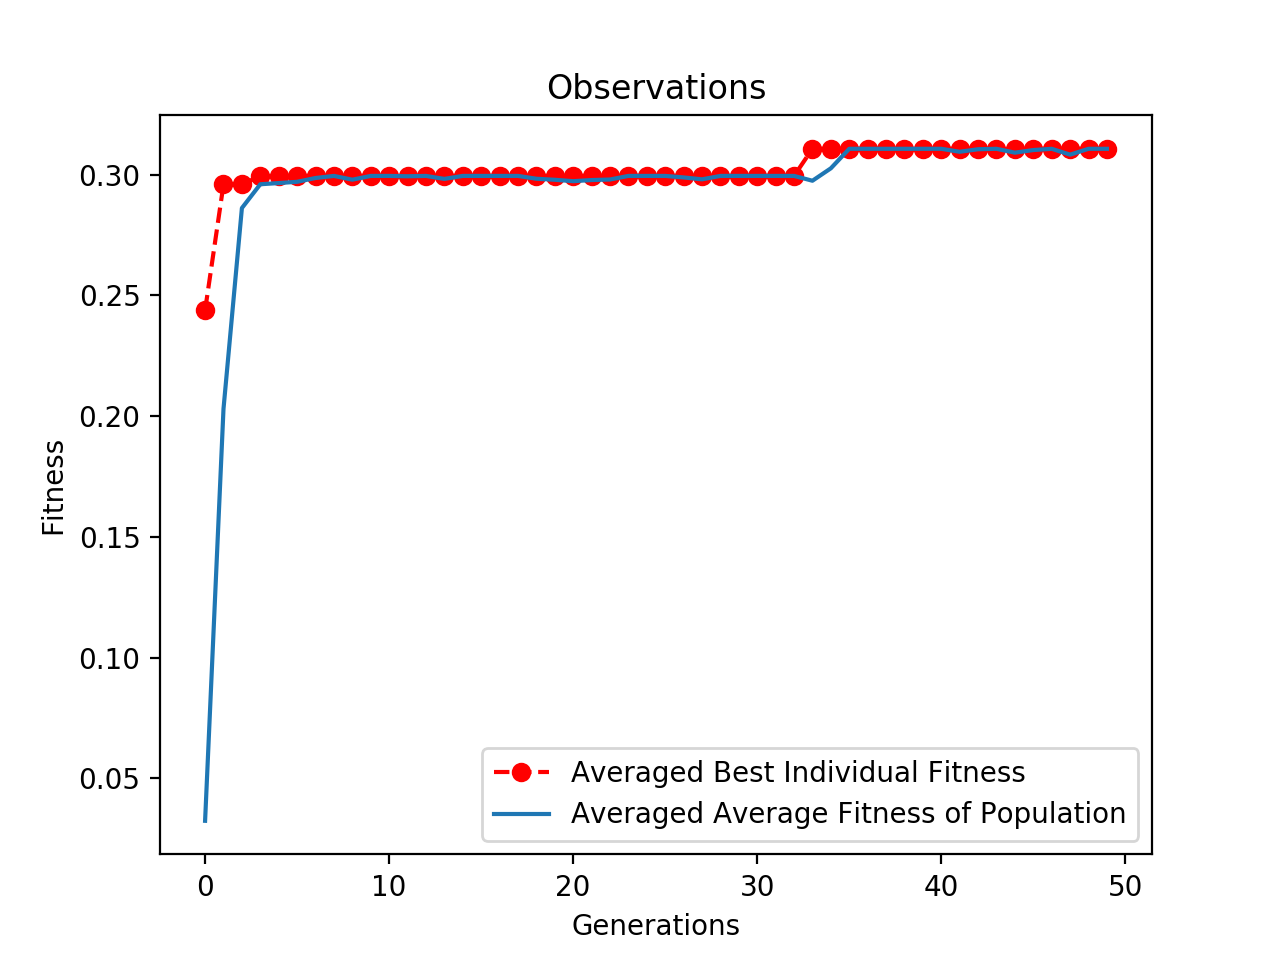 Observations
0.30
0.25
0.20
0.15
0.10
0.05
Fitness
Averaged Best Individual Fitness
Averaged Average Fitness of Population
0 10 20 30 40 50
Generations